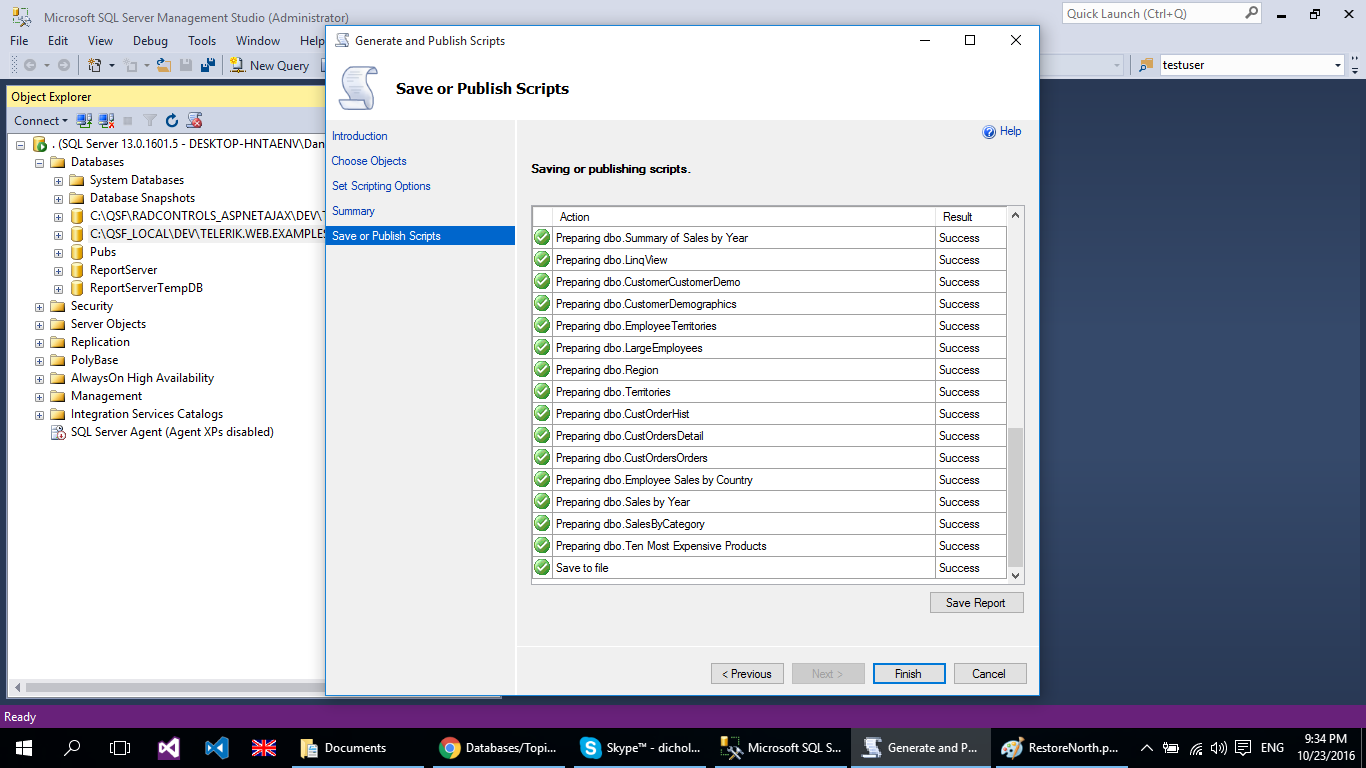 Microsoft SQL Server Management Studio (Administrator)
Quick Launch (Ctrl+Q)
File Edit View Debug Tools Window Help
New Query
testuser
Object Explorer
Connect
. (SQL Server 13.0.1601.5 - DESKTOP-HNTAENV\Dan
Databases
System Databases
Database Snapshots
C:\QSF\RADCONTROLS_ASPNETAJAX\DEV\
C:\QSF_LOCAL\DEV\TELERIK.WEB.EXAMPLES
Pubs
ReportServer
ReportServerTempDB
Security
Server Objects
Replication
PolyBase
AlwaysOn High Availability
Management
Integration Services Catalogs
SQL Server Agent (Agent XPs disabled)
Generate and Publish Scripts
Save or Publish Scripts
Introduction
Choose Objects
Set Scripting Options
Summary
Save or Publish Scripts
Help
Saving or publishing scripts.
Action Result
Preparing dbo.Summary of Sales by Year Success
Preparing dbo.LinqView Success
Preparing dbo.CustomerCustomerDemo Success
Preparing dbo.CustomerDemographics Success
Preparing dbo.EmployeeTerritories Success
Preparing dbo.LargeEmployees Success
Preparing dbo.Region Success
Preparing dbo.Territories Success
Preparing dbo.CustOrderHist Success
Preparing dbo.CustOrdersDetail Success
Preparing dbo.CustOrdersOrders Success
Preparing dbo.Employee Sales by Country Success
Preparing dbo.Sales by Year Success
Preparing dbo.SalesByCategory Success
Preparing dbo.Ten Most Expensive Products Success
Save to file Success
Save Report
< Previous Next > Finish Cancel
Ready
Documents
Databases/Topi...
Skype™ - dichol...
Microsoft SQL S...
Generate and P...
RestoreNorth.p...
ENG
9:34 PM
10/23/2016